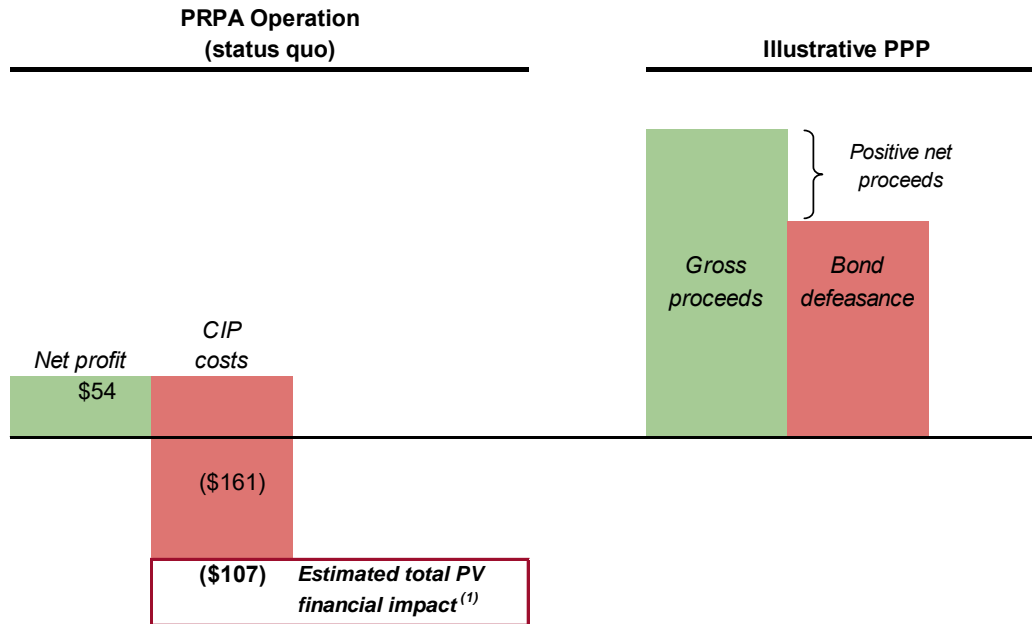 PRPA Operation
(status quo)
Illustrative PPP
Positive net
proceeds
Gross
proceeds
Bond
defeasance
CIP
costs
Net profit
$54
($161)
($107)
Estimated total PV
financial impact (1)